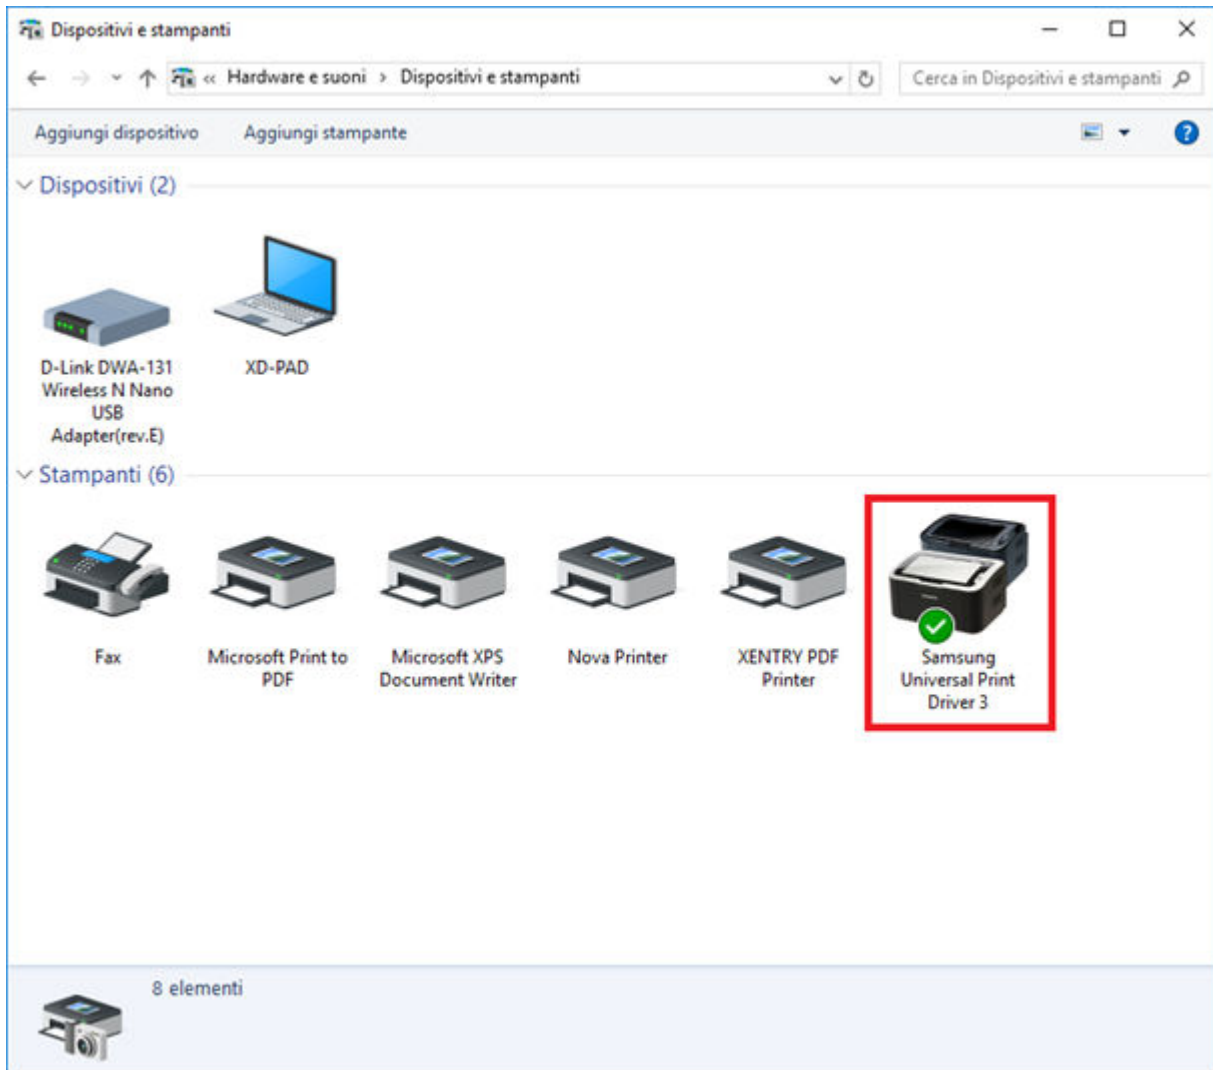 Dispositivi e stampanti
« Hardware e suoni › Dispositivi e stampanti
Cerca in Dispositivi e stampanti
Aggiungi dispositivo Aggiungi stampante
Dispositivi (2)
D-Link DWA-131
Wireless N Nano
USB
Adapter(rev.E)
XD-PAD
Stampanti (6)
Fax
Microsoft Print to
PDF
Microsoft XPS
Document Writer
Nova Printer
XENTRY PDF
Printer
Samsung
Universal Print
Driver 3
8 elementi